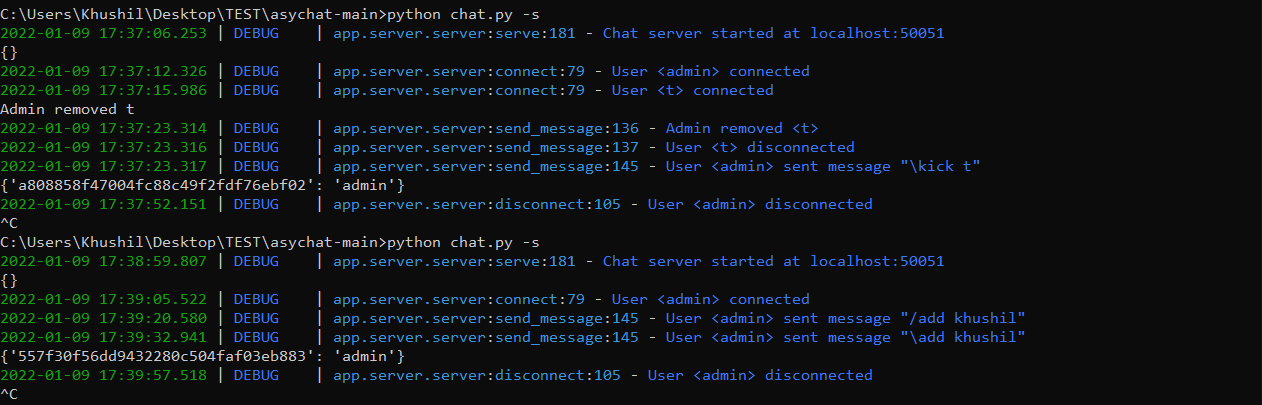 C:\Users\Khushil\Desktop\TEST\asychat-main>python chat.py -s
2022-01-09 17:37:06.253 | DEBUG    | app.server.server:serve:181 - Chat server started at localhost:50051
{}
2022-01-09 17:37:12.326 | DEBUG    | app.server.server:connect:79 - User <admin> connected
2022-01-09 17:37:15.986 | DEBUG    | app.server.server:connect:79 - User <t> connected
Admin removed t
2022-01-09 17:37:23.314 | DEBUG    | app.server.server:send_message:136 - Admin removed <t>
2022-01-09 17:37:23.316 | DEBUG    | app.server.server:send_message:137 - User <t> disconnected
2022-01-09 17:37:23.317 | DEBUG    | app.server.server:send_message:145 - User <admin> sent message "\kick t"
{'a808858f47004fc88c49f2fdf76ebf02': 'admin'}
2022-01-09 17:37:52.151 | DEBUG    | app.server.server:disconnect:105 - User <admin> disconnected
^C
C:\Users\Khushil\Desktop\TEST\asychat-main>python chat.py -s
2022-01-09 17:38:59.807 | DEBUG    | app.server.server:serve:181 - Chat server started at localhost:50051
{}
2022-01-09 17:39:05.522 | DEBUG    | app.server.server:connect:79 - User <admin> connected
2022-01-09 17:39:20.580 | DEBUG    | app.server.server:send_message:145 - User <admin> sent message "/add khushil"
2022-01-09 17:39:32.941 | DEBUG    | app.server.server:send_message:145 - User <admin> sent message "\add khushil"
{'557f30f56dd9432280c504faf03eb883': 'admin'}
2022-01-09 17:39:57.518 | DEBUG    | app.server.server:disconnect:105 - User <admin> disconnected
^C